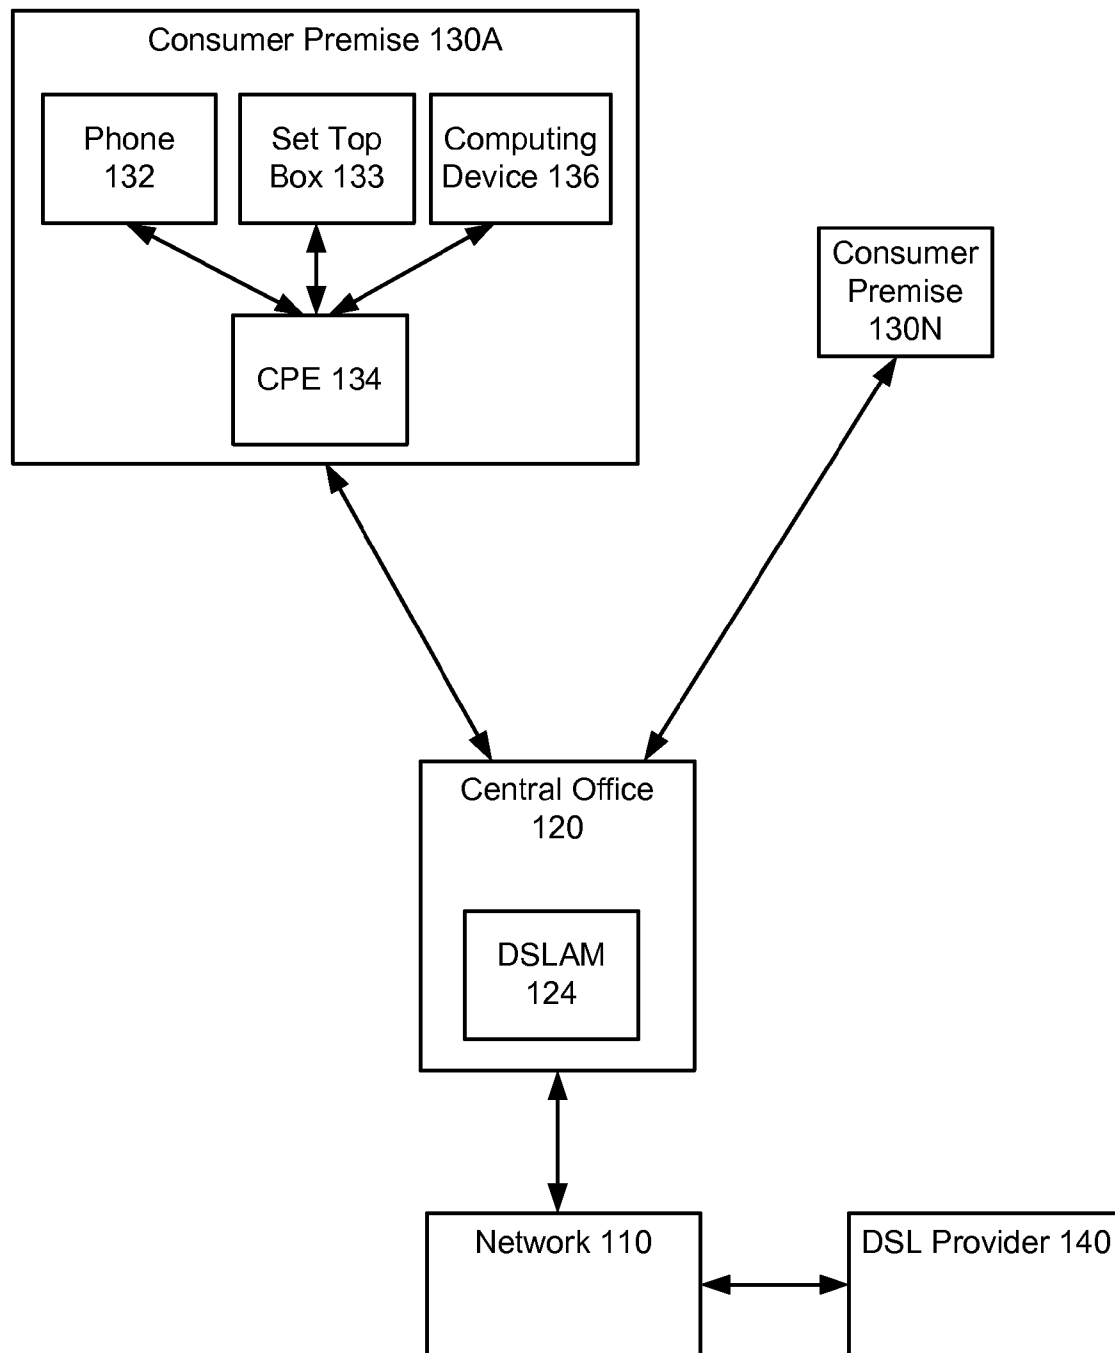 Consumer Premise 130A
Phone
132
Set Top
Box 133
Computing
Device 136
CPE 134
Consumer
Premise
130N
Central Office
120
DSLAM
124
Network 110
DSL Provider 140